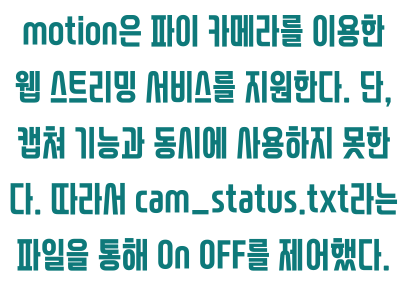 motion은 파이 카메라를 이용한
웹 스트리밍 서비스를 지원한다. 단,
캡쳐 기능과 동시에 사용하지 못한
다. 따라서 cam_status.txt라는
파일을 통해 On OFF를 제어했다.